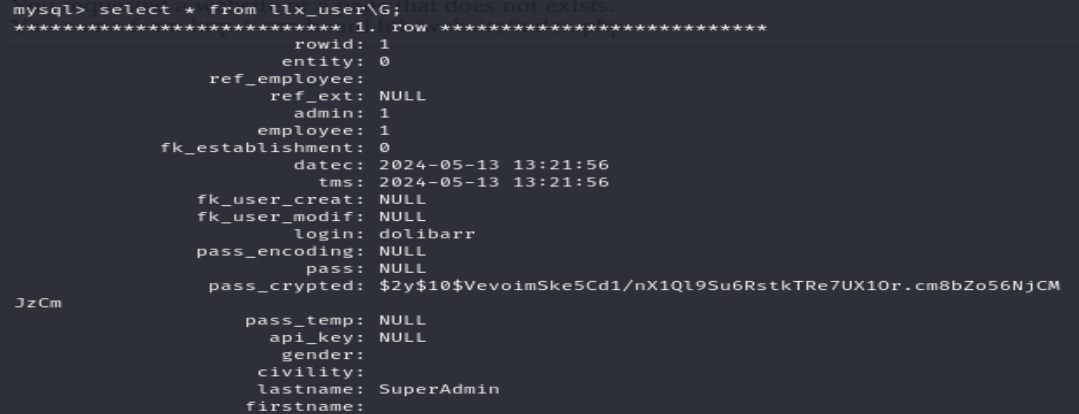 mysql> select * from llx_user\G;
*************************** 1. row ***************************
rowid: 1
entity: 0
ref_employee:
ref_ext: NULL
admin: 1
employee: 1
fk_establishment: 0
datec: 2024-05-13 13:21:56
tms: 2024-05-13 13:21:56
fk_user_creat: NULL
fk_user_modif: NULL
login: dolibarr
pass_encoding: NULL
pass: NULL
pass_crypted: $2y$10$VevoimSke5Cd1/nX1Ql9Su6RstkTRe7UX1Or.cm8bZo56NjCM
JzCm
pass_temp: NULL
api_key: NULL
gender:
civility:
lastname: SuperAdmin
firstname: